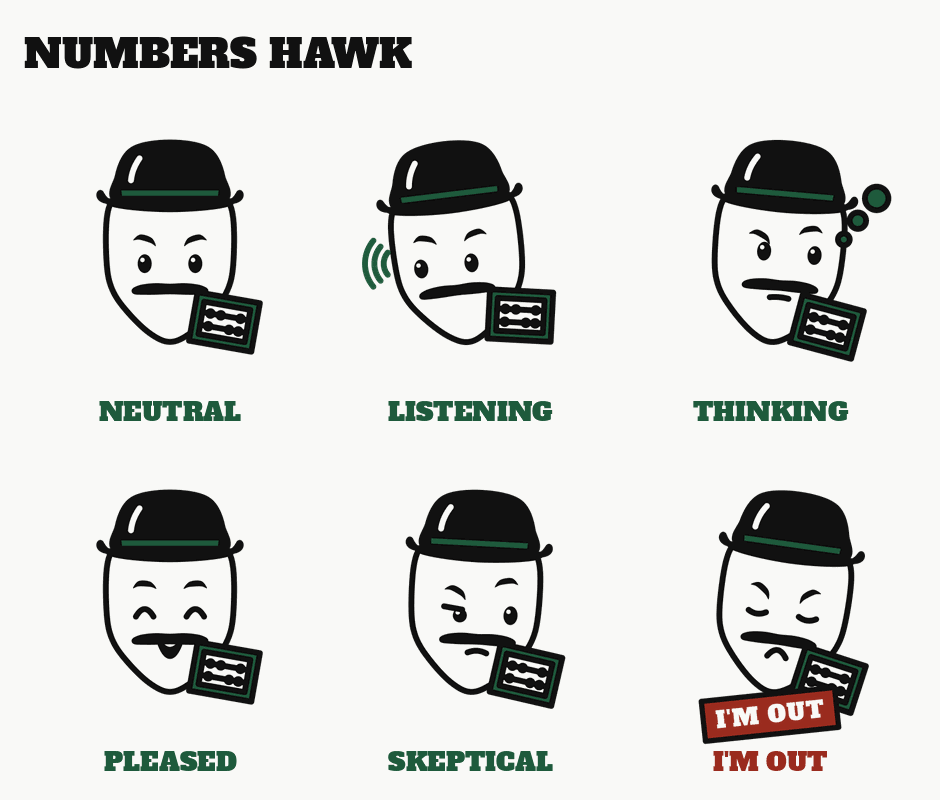 NUMBERS HAWK
NEUTRAL
LISTENING
THINKING
PLEASED
SKEPTICAL
I'M OUT
I'M OUT